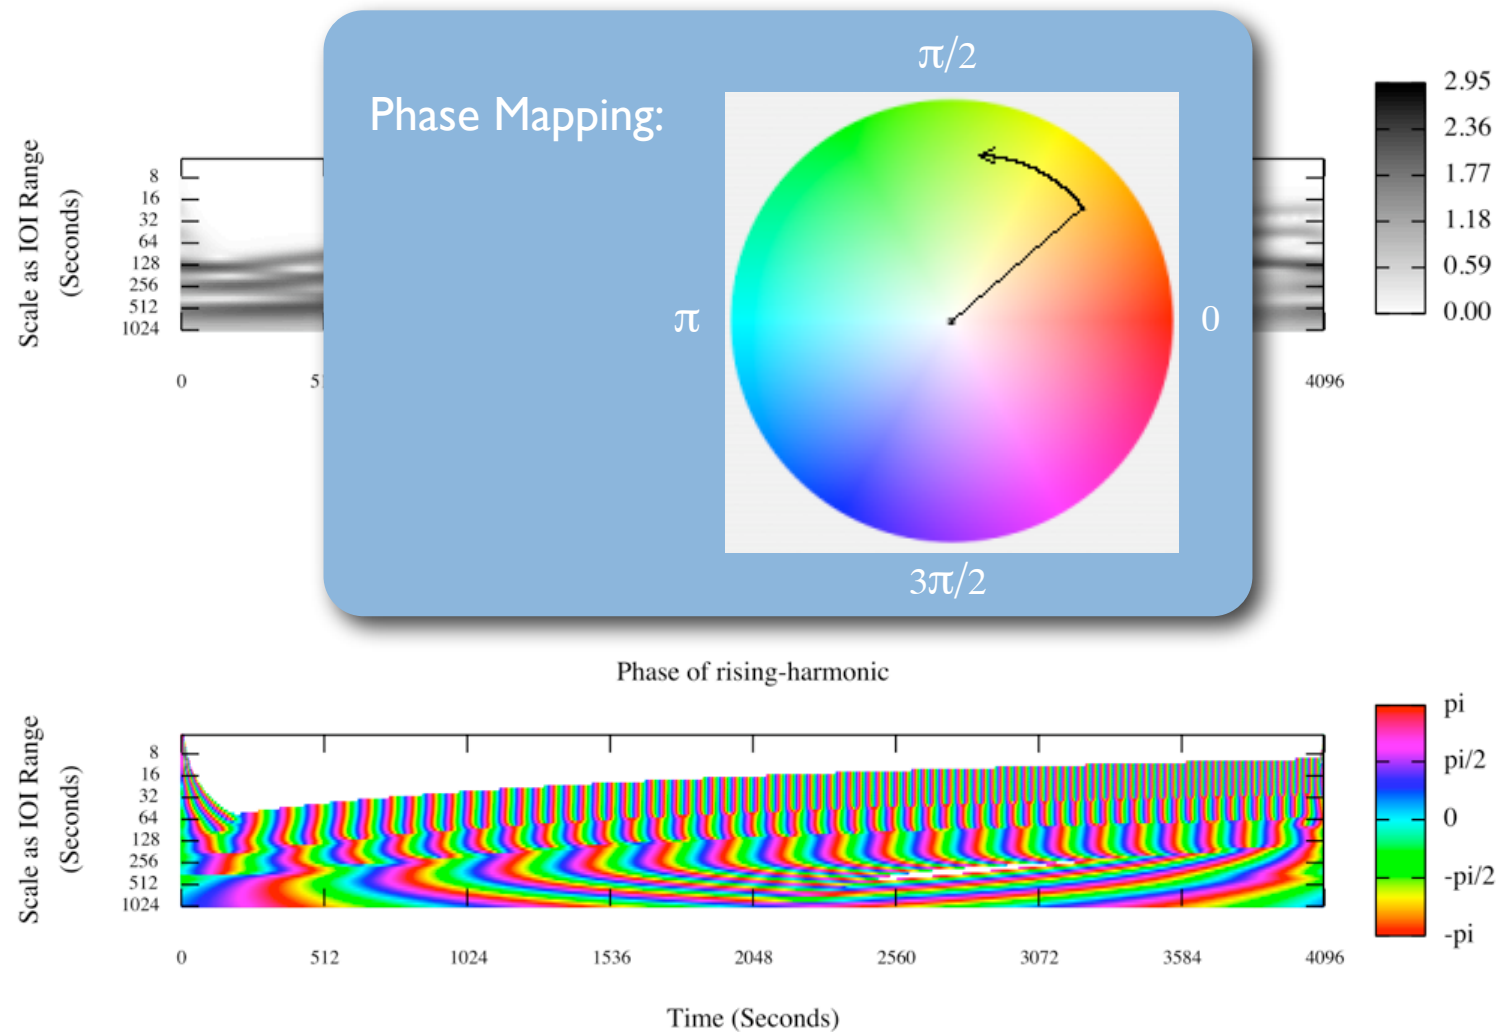 π/2
Phase Mapping:
π
0
3π/2
Scale as IOI Range
(Seconds)
8
16
32
64
128
256
512
1024
0
4096
2.95
2.36
1.77
1.18
0.59
0.00
Phase of rising-harmonic
Scale as IOI Range
(Seconds)
8
16
32
64
128
256
512
1024
0 512 1024 1536 2048 2560 3072 3584 4096
Time (Seconds)
pi
pi/2
0
-pi/2
-pi